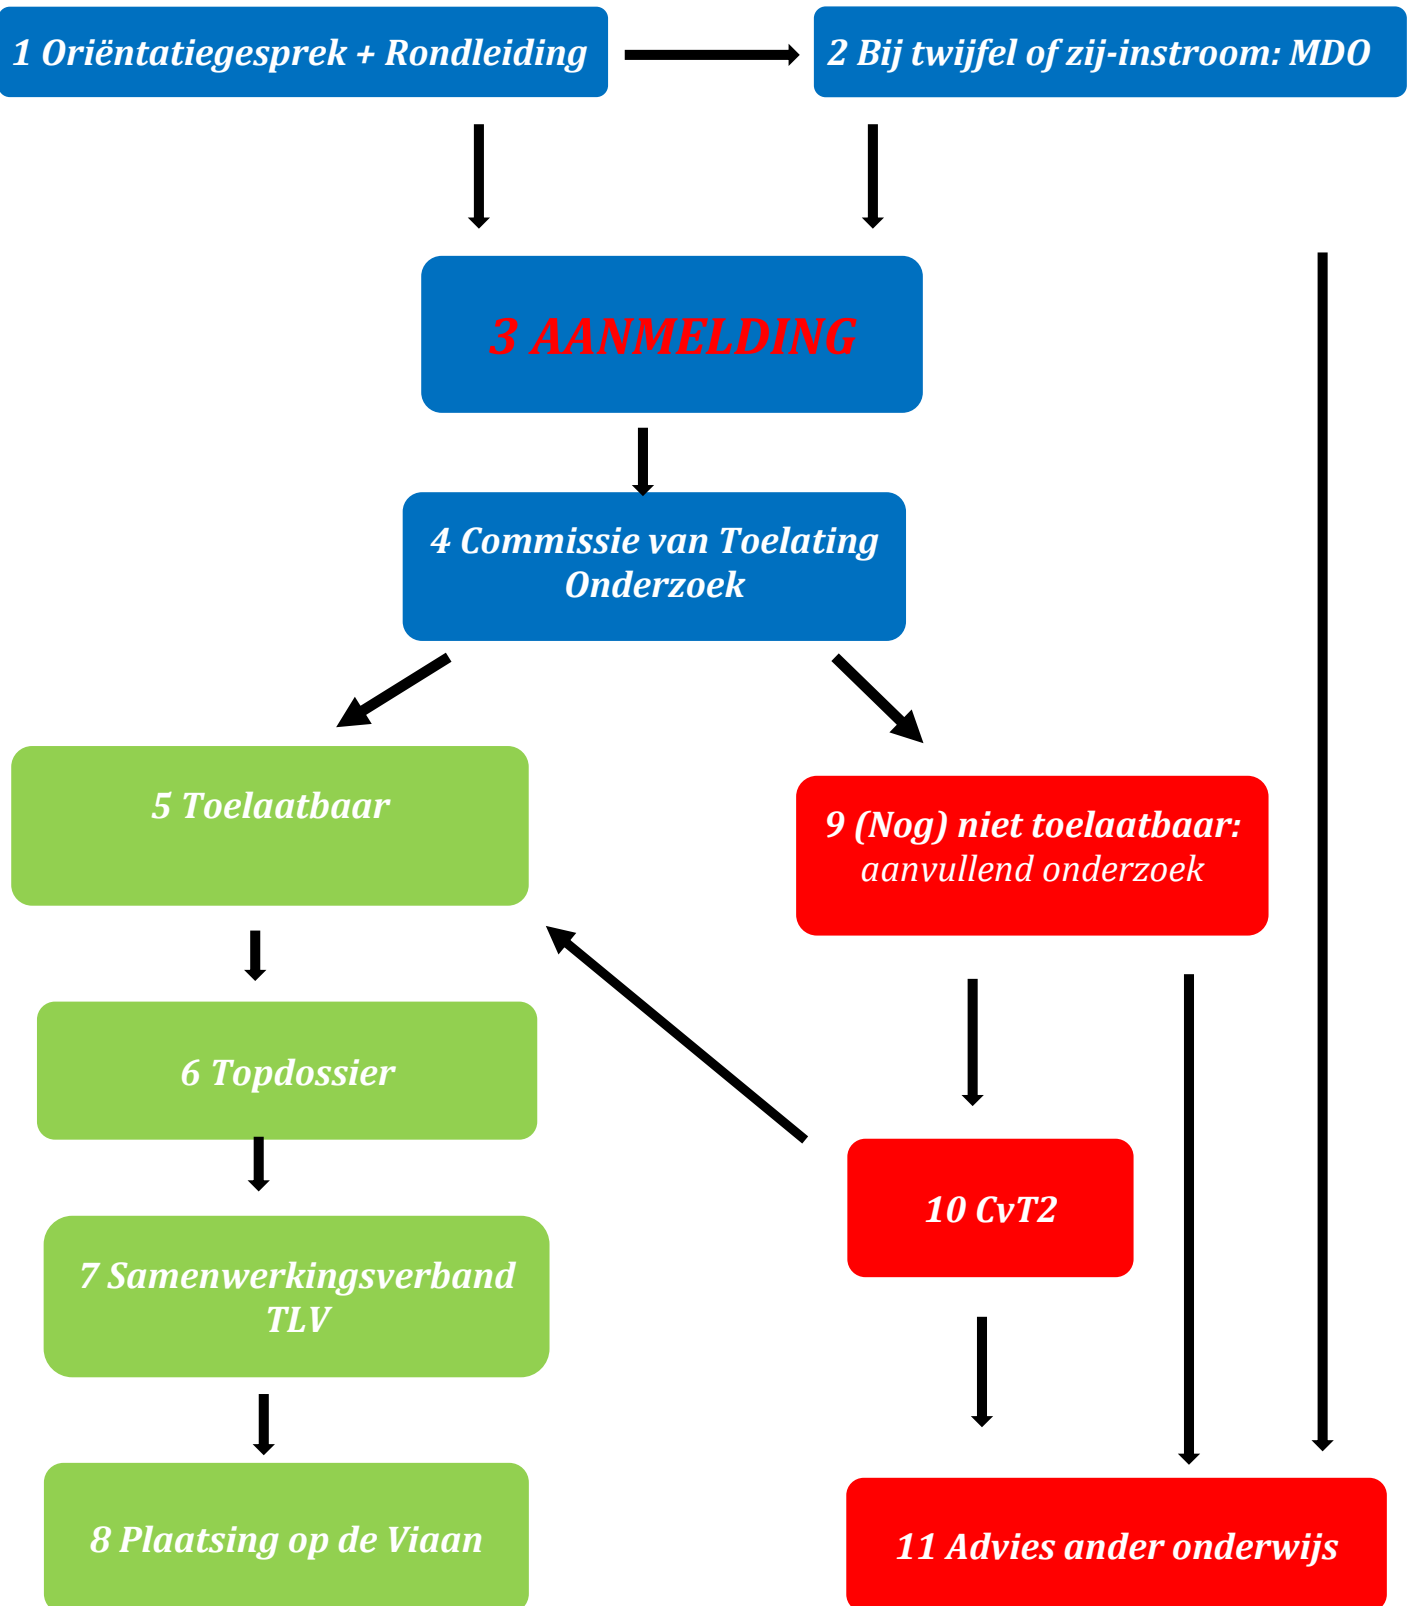 1 Oriëntatiegesprek + Rondleiding
2 Bij twijfel of zij-instroom: MDO
3 AANMELDING
4 Commissie van Toelating
Onderzoek
5 Toelaatbaar
9 (Nog) niet toelaatbaar:
aanvullend onderzoek
6 Topdossier
10 CvT2
7 Samenwerkingsverband
TLV
8 Plaatsing op de Viaan
11 Advies ander onderwijs